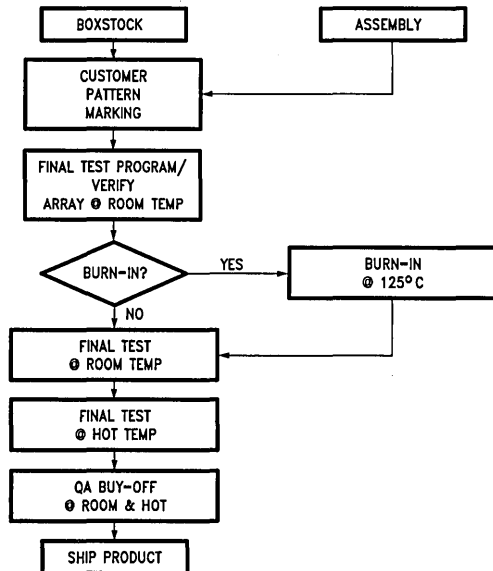 BOXSTOCK
ASSEMBLY
CUSTOMER
PATTERN
MARKING
FINAL TEST PROGRAM/
VERIFY
ARRAY @ ROOM TEMP
BURN-IN?
YES
BURN-IN
@ 125°C
NO
FINAL TEST
@ ROOM TEMP
FINAL TEST
@ HOT TEMP
QA BUY-OFF
@ ROOM & HOT
SHIP PRODUCT